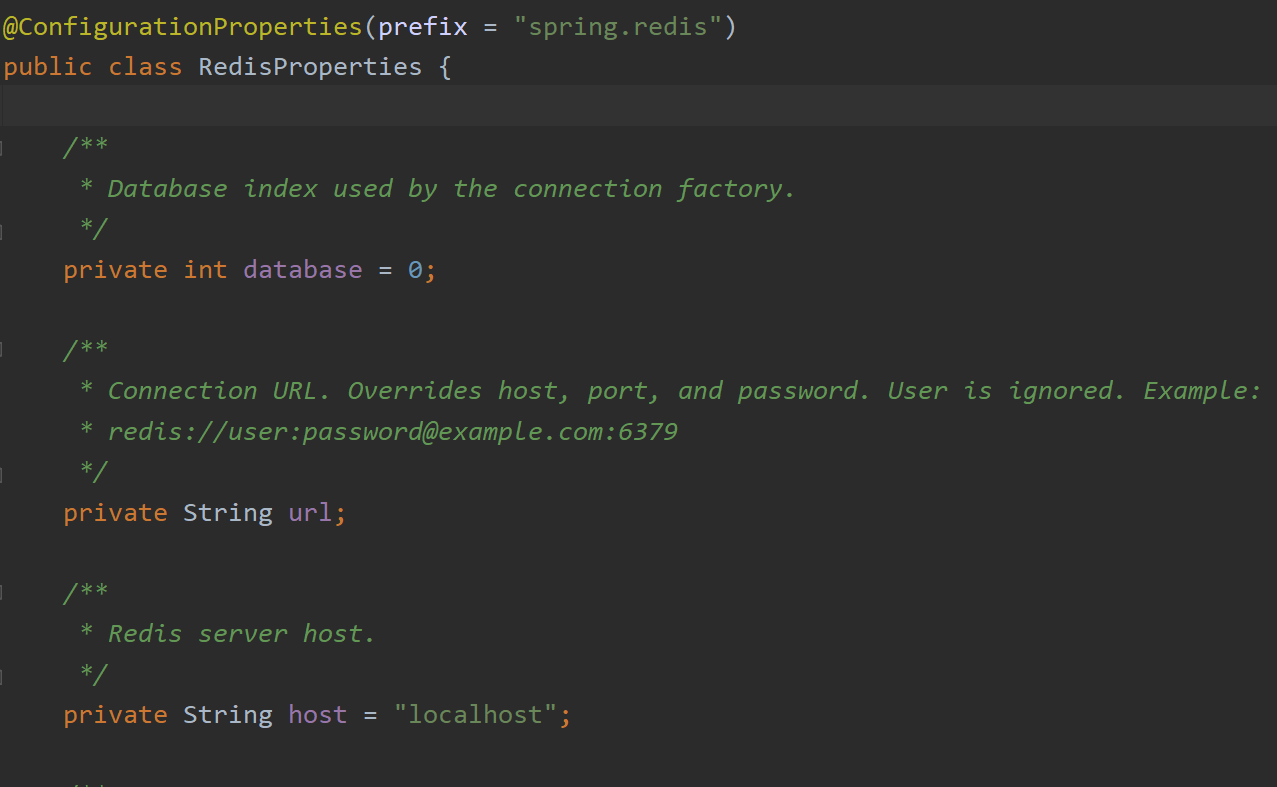 @ConfigurationProperties(prefix = "spring.redis")
public class RedisProperties {
/**
* Database index used by the connection factory.
*/
private int database = 0;
/**
* Connection URL. Overrides host, port, and password. User is ignored. Example:
* redis://user:password@example.com:6379
*/
private String url;
/**
* Redis server host.
*/
private String host = "localhost";